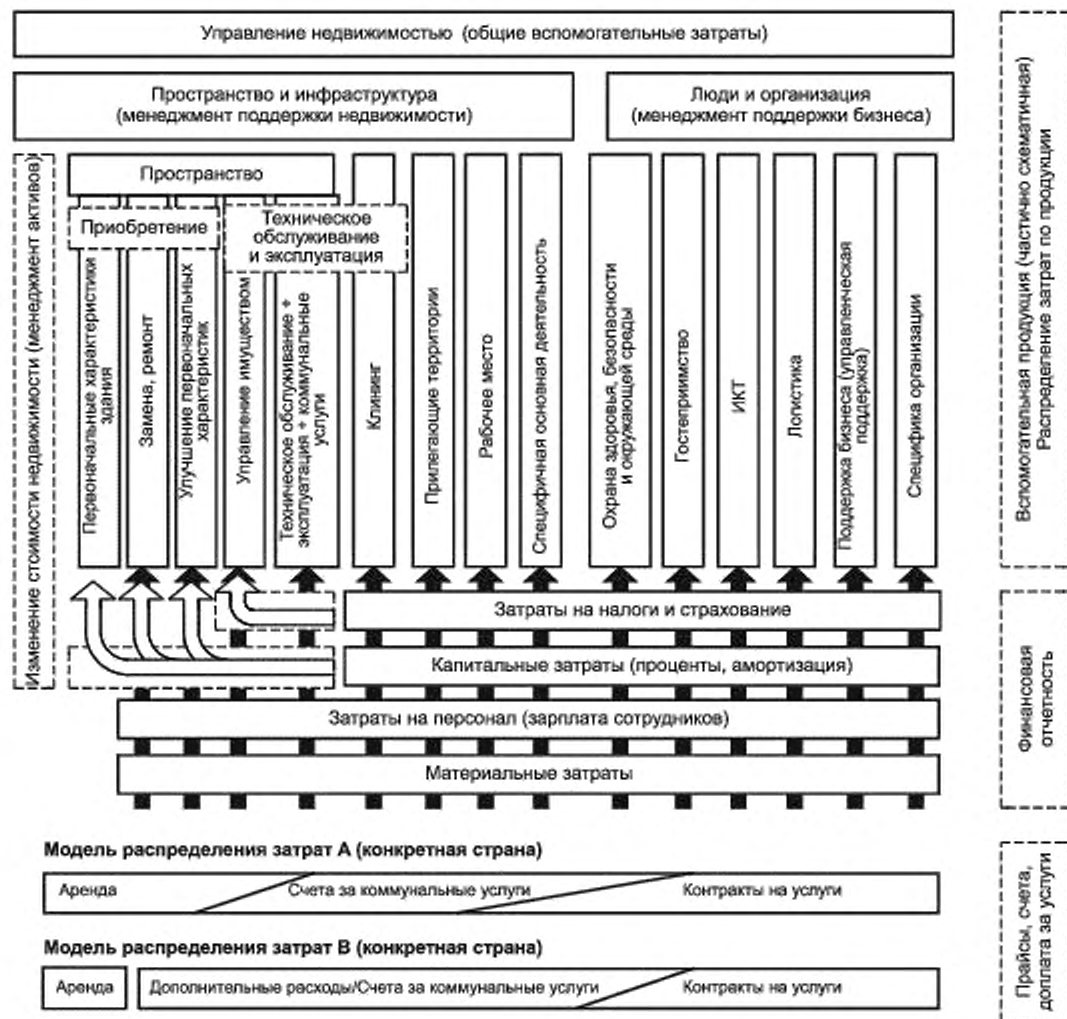 Управление недвижимостью (общие вспомогательные затраты)
Пространство и инфраструктура
(менеджмент поддержки недвижимости)
Люди и организация
(менеджмент поддержки бизнеса)
Изменение стоимости недвижимости (менеджмент активов)
Пространство
Приобретение
Техническое
обслуживание
и эксплуатация
Первоначальные характеристики
здания
Замена, ремонт
Улучшение первоначальных
характеристик
Управление имуществом
Техническое обслуживание +
эксплуатация + коммунальные
услуги
Клининг
Прилегающие территории
Рабочее место
Специфичная основная деятельность
Охрана здоровья, безопасности
и окружающей среды
Гостеприимство
ИКТ
Логистика
Поддержка бизнеса (управленческая
поддержка)
Специфика организации
Затраты на налоги и страхование
Капитальные затраты (проценты, амортизация)
Затраты на персонал (зарплата сотрудников)
Материальные затраты
Вспомогательная продукция (частично схематичная)
Распределение затрат по продукции
Финансовая
отчетность
Прайсы, счета,
доплата за услуги
Модель распределения затрат А (конкретная страна)
Аренда
Счета за коммунальные услуги
Контракты на услуги
Модель распределения затрат В (конкретная страна)
Аренда
Дополнительные расходы/Счета за коммунальные услуги
Контракты на услуги